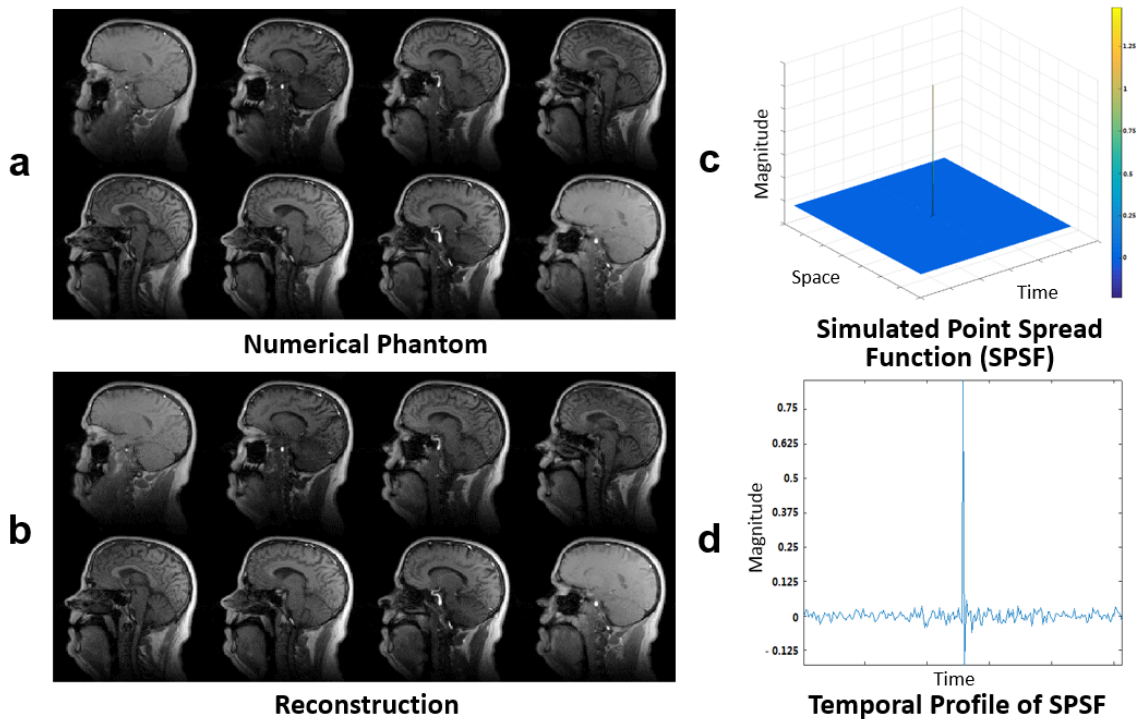 a
Numerical Phantom
b
Reconstruction
c
Magnitude
Space
Time
1.25
1
0.75
0.5
0.25
0
Simulated Point Spread
Function (SPSF)
d
Magnitude
0.75
0.625
0.5
0.375
0.25
0.125
0
- 0.125
Time
Temporal Profile of SPSF